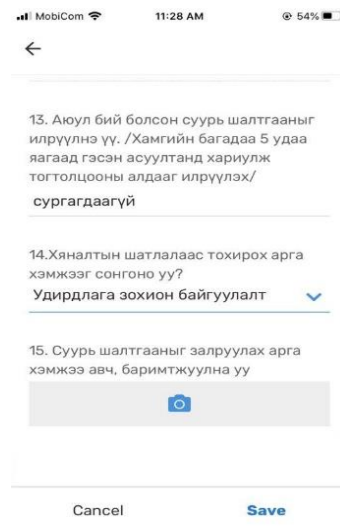 MobiCom 11:28 AM 54%
13. Аюул бий болсон суурь шалтгааныг
илрүүлнэ үү. /Хамгийн багадаа 5 удаа
яагаад гэсэн асуултанд хариулж
тогтолцооны алдааг илрүүлэх/
сургагдаагүй
14.Хяналтын шатлалаас тохирох арга
хэмжээг сонгоно уу?
Удирдлага зохион байгуулалт
15. Суурь шалтгааныг залруулах арга
хэмжээ авч, баримтжуулна уу
Cancel Save